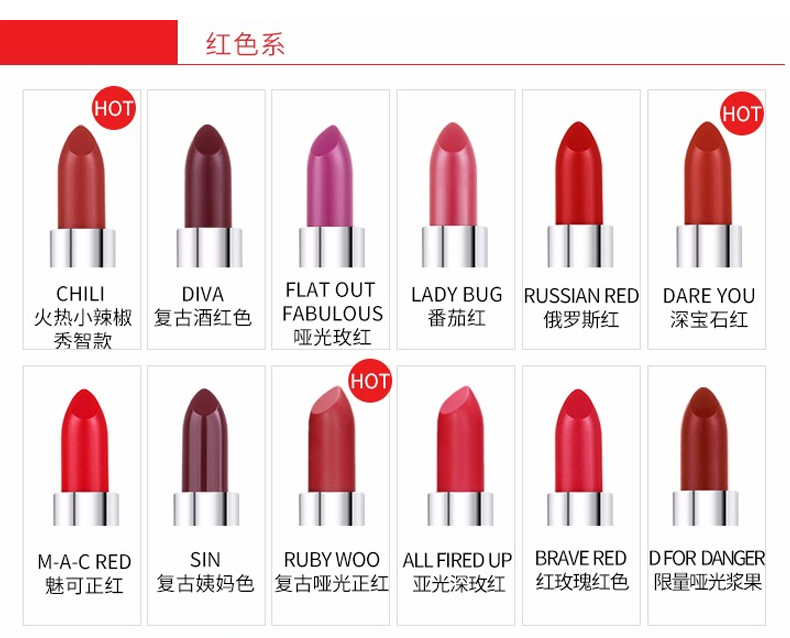 红色系
HOT
CHILI
火热小辣椒
秀智款
DIVA
复古酒红色
FLAT OUT
FABULOUS
哑光玫红
LADY BUG
番茄红
RUSSIAN RED
俄罗斯红
HOT
DARE YOU
深宝石红
M-A-C RED
魅可正红
SIN
复古姨妈色
HOT
RUBY WOO
复古哑光正红
ALL FIRED UP
亚光深玫红
BRAVE RED
红玫瑰红色
D FOR DANGER
限量哑光浆果